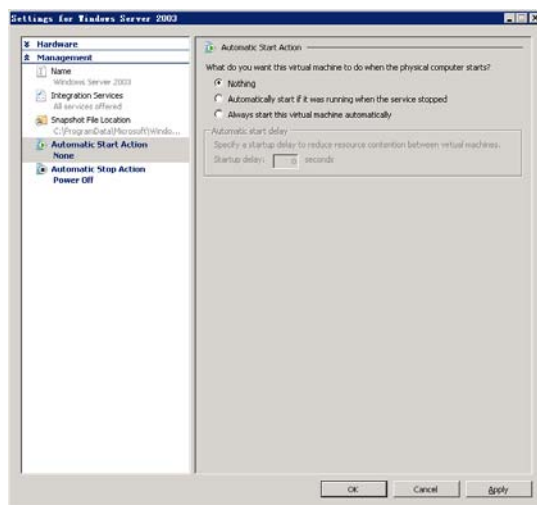 Settings for Windows Server 2003
Hardware
Management
Name
Windows Server 2003
Integration Services
All services offered
Snapshot File Location
C:\ProgramData\Microsoft\Windo...
Automatic Start Action
None
Automatic Stop Action
Power Off
Automatic Start Action
What do you want this virtual machine to do when the physical computer starts?
Nothing
Automatically start if it was running when the service stopped
Always start this virtual machine automatically
Automatic start delay
Specify a startup delay to reduce resource contention between virtual machines.
Startup delay: 0 seconds
OK
Cancel
Apply